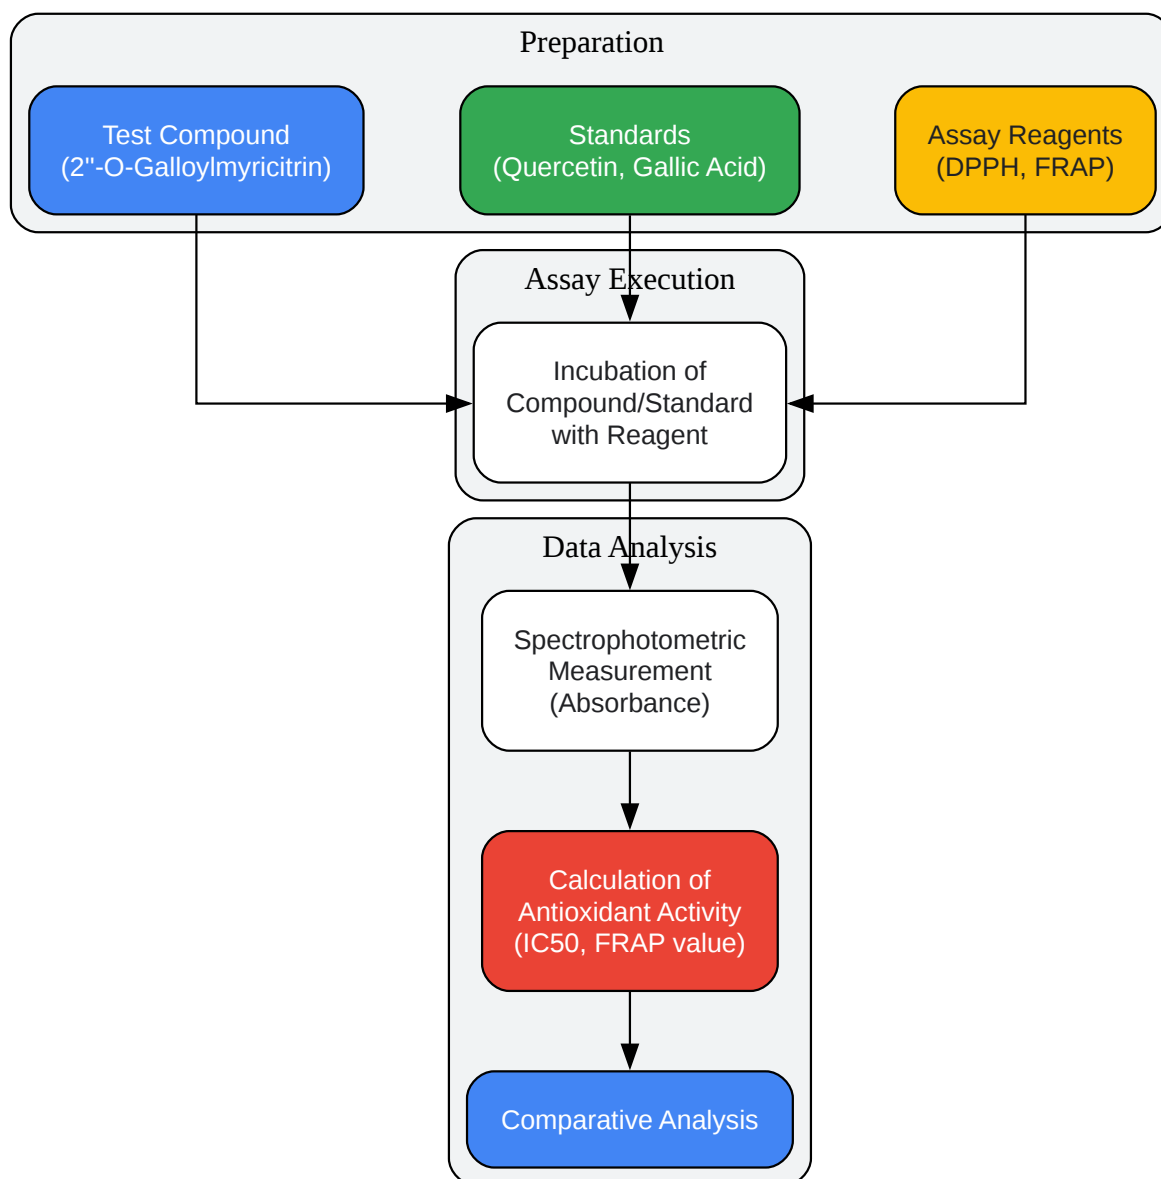 Preparation
Test Compound
(2"-O-Galloylmyricitrin)
Standards
(Quercetin, Gallic Acid)
Assay Reagents
(DPPH, FRAP)
Assay Execution
Incubation of
Compound/Standard
with Reagent
Data Analysis
Spectrophotometric
Measurement
(Absorbance)
Calculation of
Antioxidant Activity
(IC50, FRAP value)
Comparative Analysis